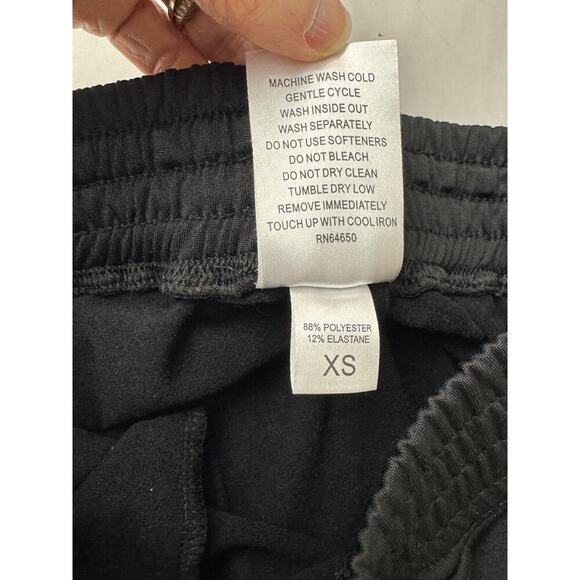 MACHINE WASH COLD
GENTLE CYCLE
WASH INSIDE OUT
WASH SEPARATELY
DO NOT USE SOFTENERS
DO NOT BLEACH
DO NOT DRY CLEAN
TUMBLE DRY LOW
REMOVE IMMEDIATELY
TOUCH UP WITH COOL IRON
RN64650
88% POLYESTER
12% ELASTANE
XS